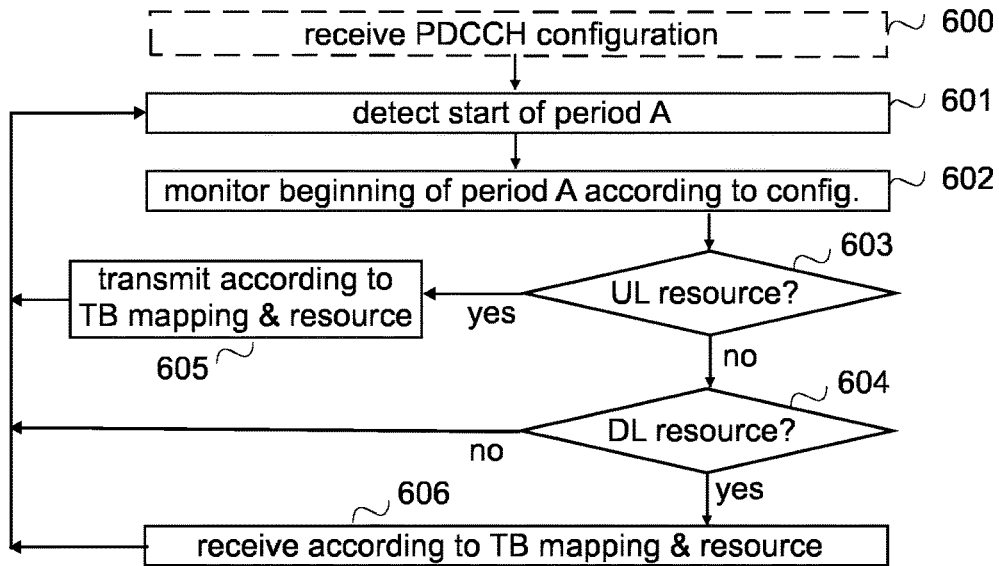 receive PDCCH configuration
600
detect start of period A
601
monitor beginning of period A according to config.
602
603
UL resource?
transmit according to
TB mapping & resource
yes
605
no
604
DL resource?
no
yes
606
receive according to TB mapping & resource